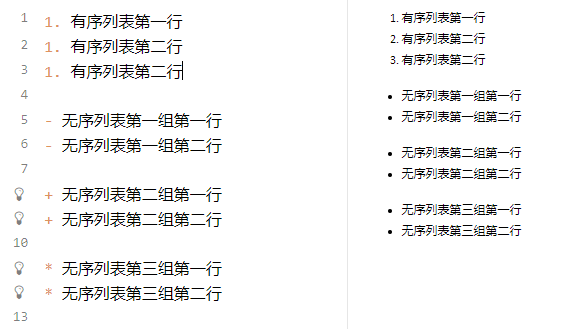 1 1. 有序列表第一行
2 1. 有序列表第二行
3 1. 有序列表第二行
4
5 - 无序列表第一组第一行
6 - 无序列表第一组第二行
7
+ 无序列表第二组第一行
+ 无序列表第二组第二行
10
* 无序列表第三组第一行
* 无序列表第三组第二行
13
1. 有序列表第一行
2. 有序列表第二行
3. 有序列表第二行
• 无序列表第一组第一行
• 无序列表第一组第二行
• 无序列表第二组第一行
• 无序列表第二组第二行
• 无序列表第三组第一行
• 无序列表第三组第二行